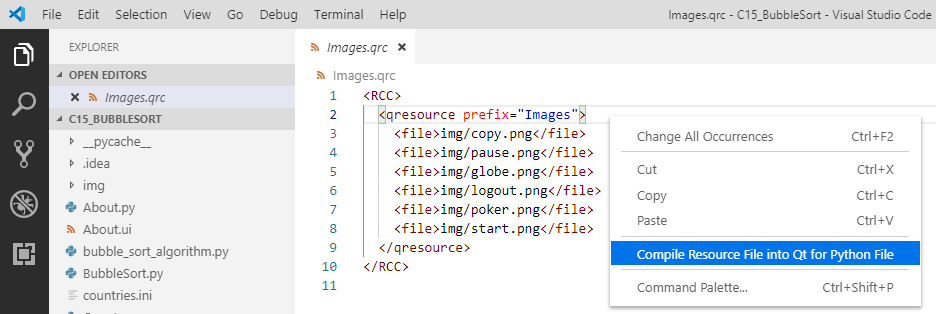 File Edit Selection View Go Debug Terminal Help Images.qrc - C15_BubbleSort - Visual Studio Code
EXPLORER
OPEN EDITORS
Images.qrc
C15_BUBBLESORT
__pycache__
.idea
img
About.py
About.ui
bubble_sort_algorithm.py
BubbleSort.py
countries.ini
Images.qrc
Images.qrc
1 <RCC>
2 <qresource prefix="Images">
3 <file>img/copy.png</file>
4 <file>img/pause.png</file>
5 <file>img/globe.png</file>
6 <file>img/logout.png</file>
7 <file>img/poker.png</file>
8 <file>img/start.png</file>
9 </qresource>
10 </RCC>
11
Change All Occurrences Ctrl+F2
Cut Ctrl+X
Copy Ctrl+C
Paste Ctrl+V
Compile Resource File into Qt for Python File
Command Palette... Ctrl+Shift+P